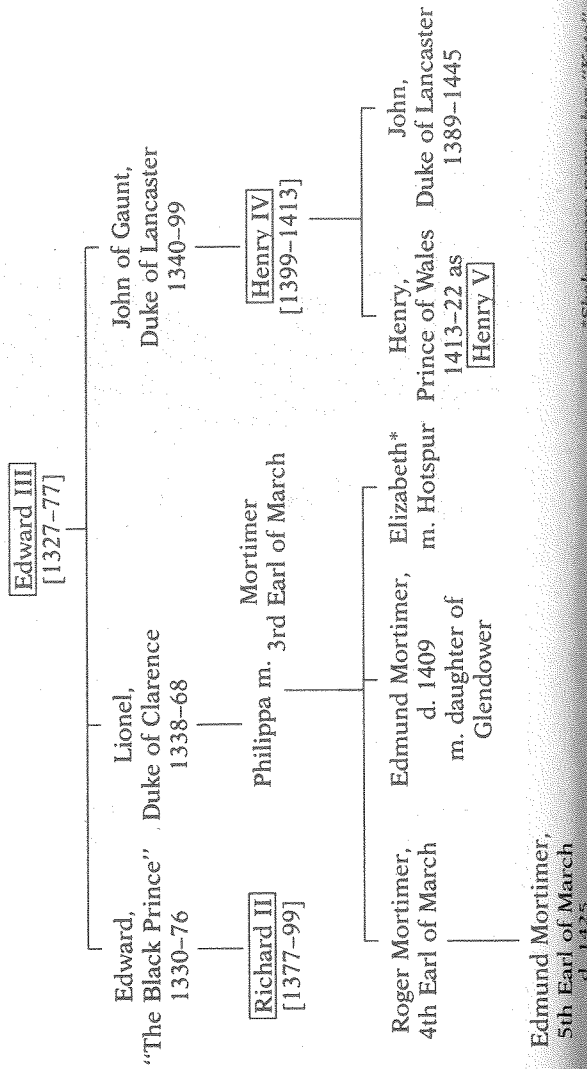 Edward III
[1327–77]
Edward,
"The Black Prince"
1330–76
Lionel,
Duke of Clarence
1338–68
John of Gaunt,
Duke of Lancaster
1340–99
Richard II
[1377–99]
Philippa m.
Mortimer
3rd Earl of March
Henry IV
[1399–1413]
Roger Mortimer,
4th Earl of March
Edmund Mortimer,
d. 1409
m. daughter of
Glendower
Elizabeth*
m. Hotspur
Henry,
Prince of Wales
1413–22 as
Henry V
John,
Duke of Lancaster
1389–1445
Edmund Mortimer,
5th Earl of March